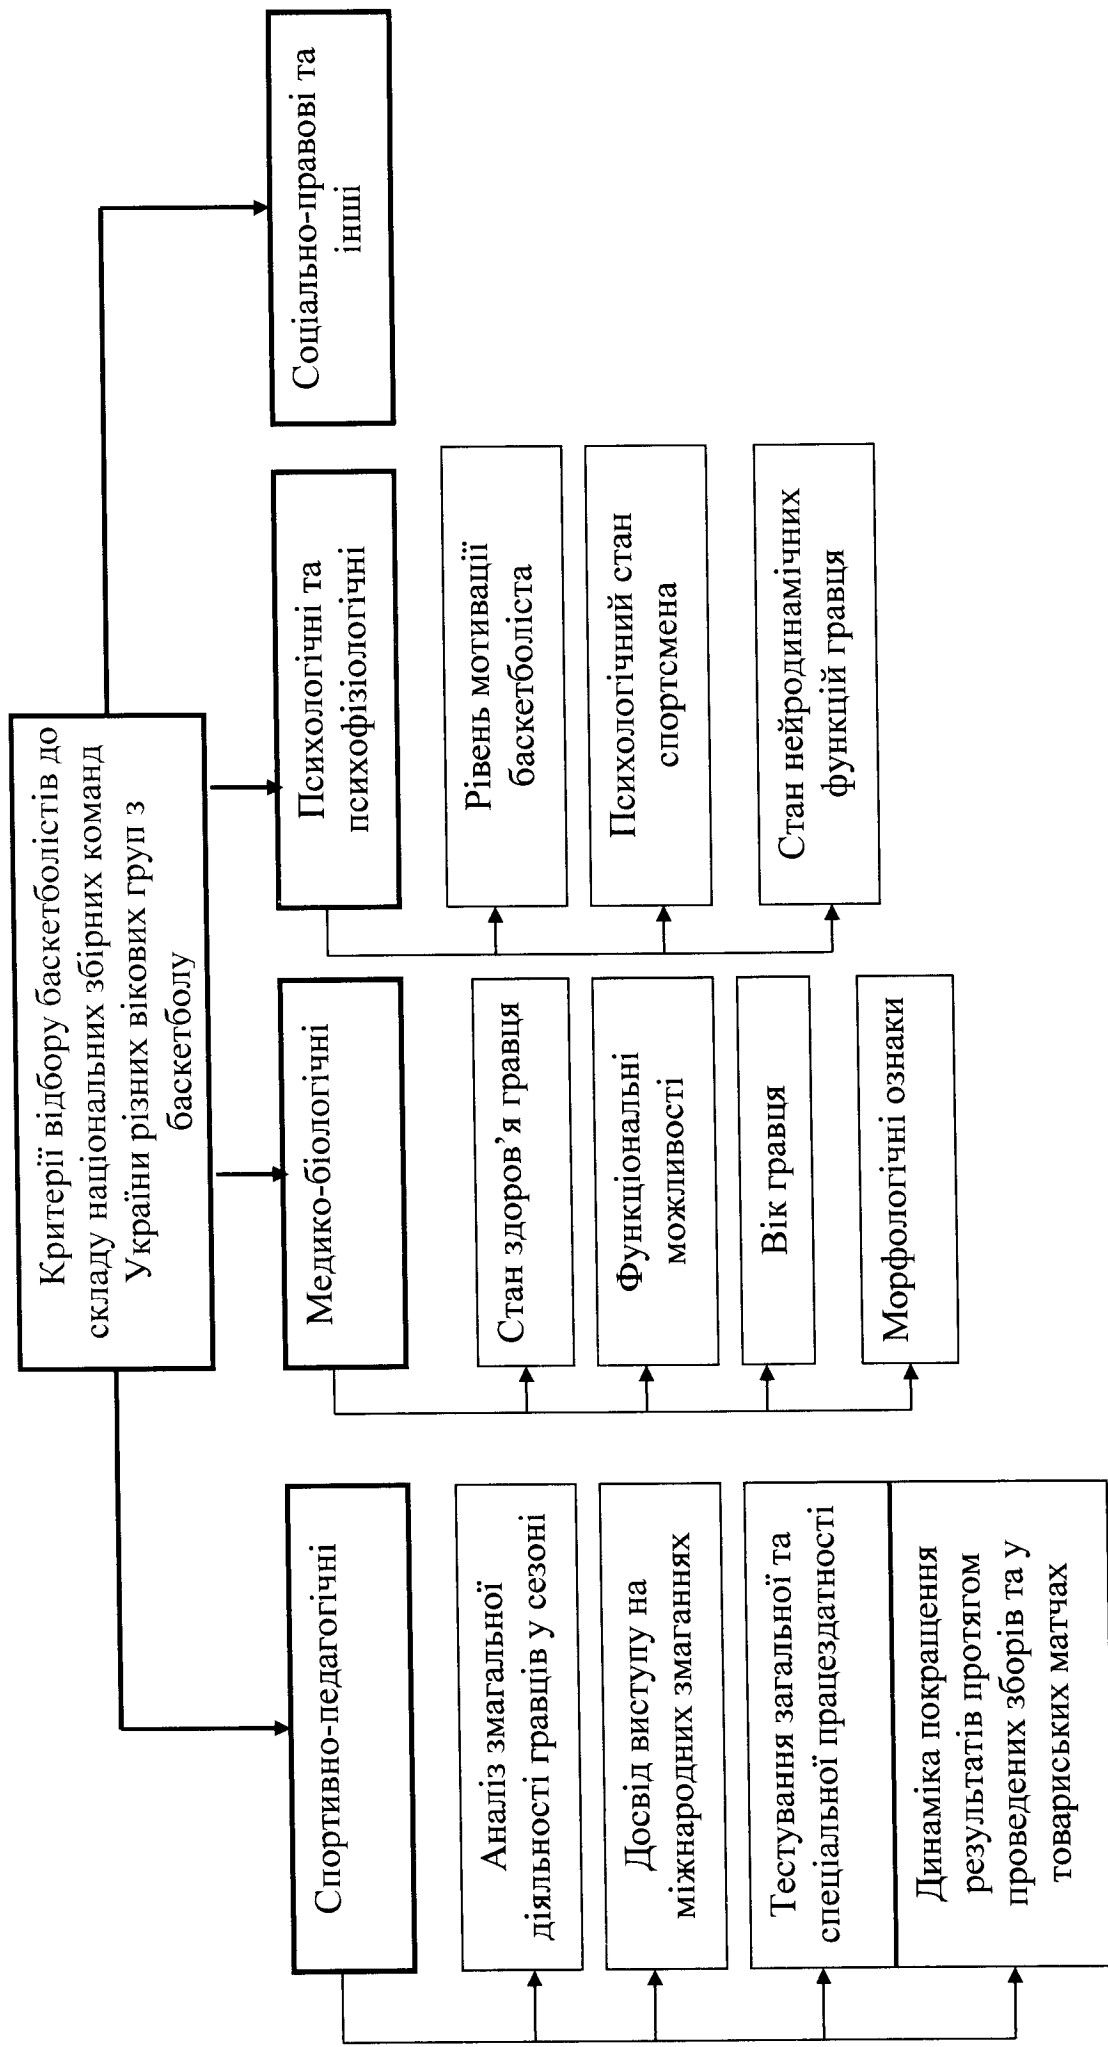 Критерії відбору баскетболістів до
складу національних збірних команд
України різних вікових груп з
баскетболу
Спортивно-педагогічні
Аналіз змагальної
діяльності гравців у сезоні
Досвід виступу на
міжнародних змаганнях
Тестування загальної та
спеціальної працездатності
Динаміка покращення
результатів протягом
проведених зборів та у
товариських матчах
Медико-біологічні
Стан здоров’я гравця
Функціональні
можливості
Вік гравця
Морфологічні ознаки
Психологічні та
психофізіологічні
Рівень мотивації
баскетболіста
Психологічний стан
спортсмена
Стан нейродинамічних
функцій гравця
Соціально-правові та
інші